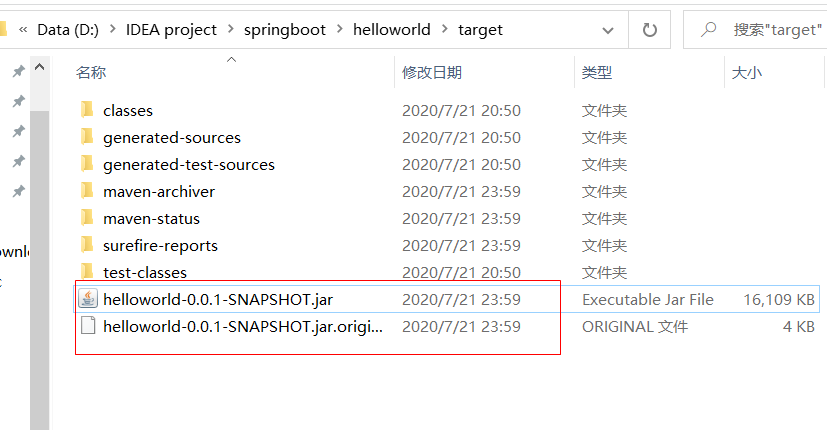 « Data (D:) › IDEA project › springboot › helloworld › target 搜索"target"
名称 修改日期 类型 大小
classes 2020/7/21 20:50 文件夹
generated-sources 2020/7/21 20:50 文件夹
generated-test-sources 2020/7/21 20:50 文件夹
maven-archiver 2020/7/21 23:59 文件夹
maven-status 2020/7/21 23:59 文件夹
surefire-reports 2020/7/21 23:59 文件夹
test-classes 2020/7/21 20:50 文件夹
helloworld-0.0.1-SNAPSHOT.jar 2020/7/21 23:59 Executable Jar File 16,109 KB
helloworld-0.0.1-SNAPSHOT.jar.origi... 2020/7/21 23:59 ORIGINAL 文件 4 KB